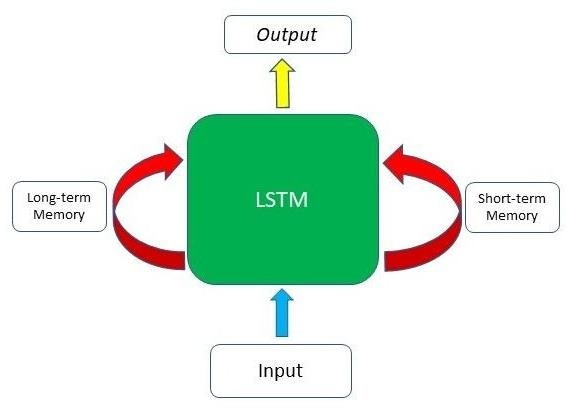 Output
Long-term
Memory
LSTM
Short-term
Memory
Input